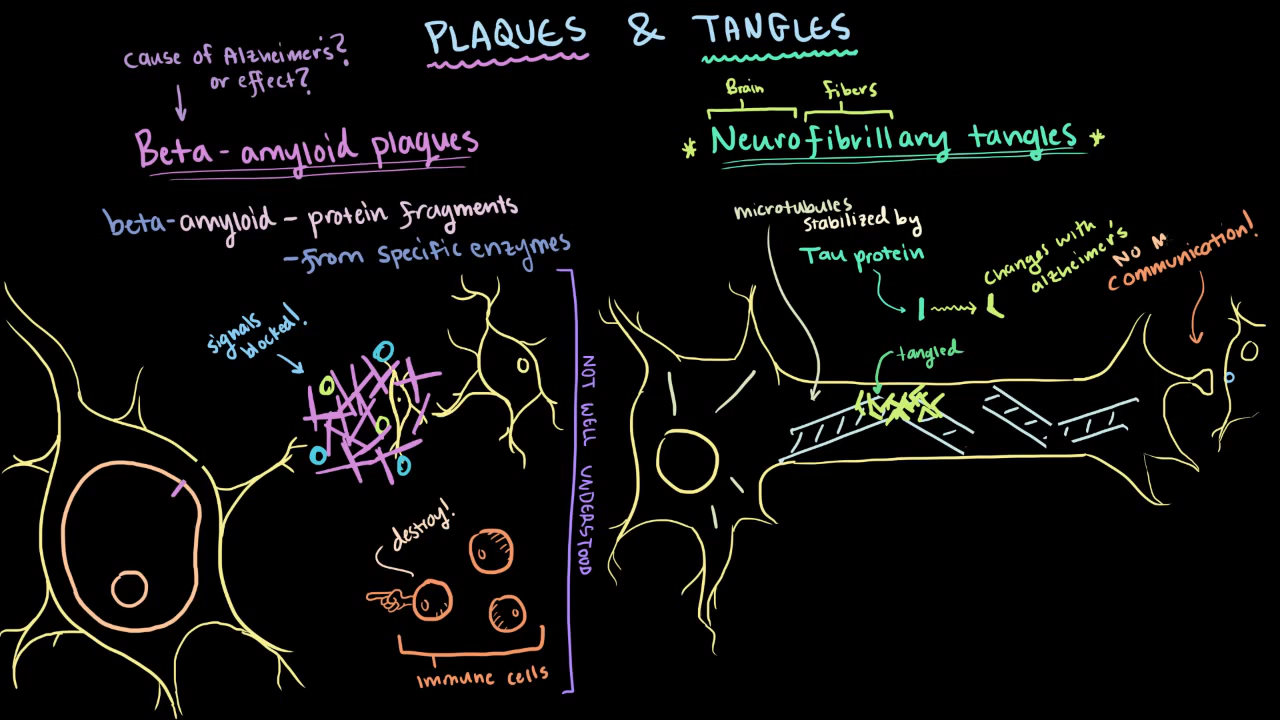 PLAQUES & TANGLES
cause of Alzheimer's?
or effect?
Beta-amyloid plaques
beta-amyloid - protein fragments
- from specific enzymes
signals
blocked!
destroy!
immune cells
NOT WELL UNDERSTOOD
Brain fibers
* Neurofibrillary tangles *
microtubules
stabilized by
Tau protein
changes with
alzheimer's
NO M
communication!
tangled